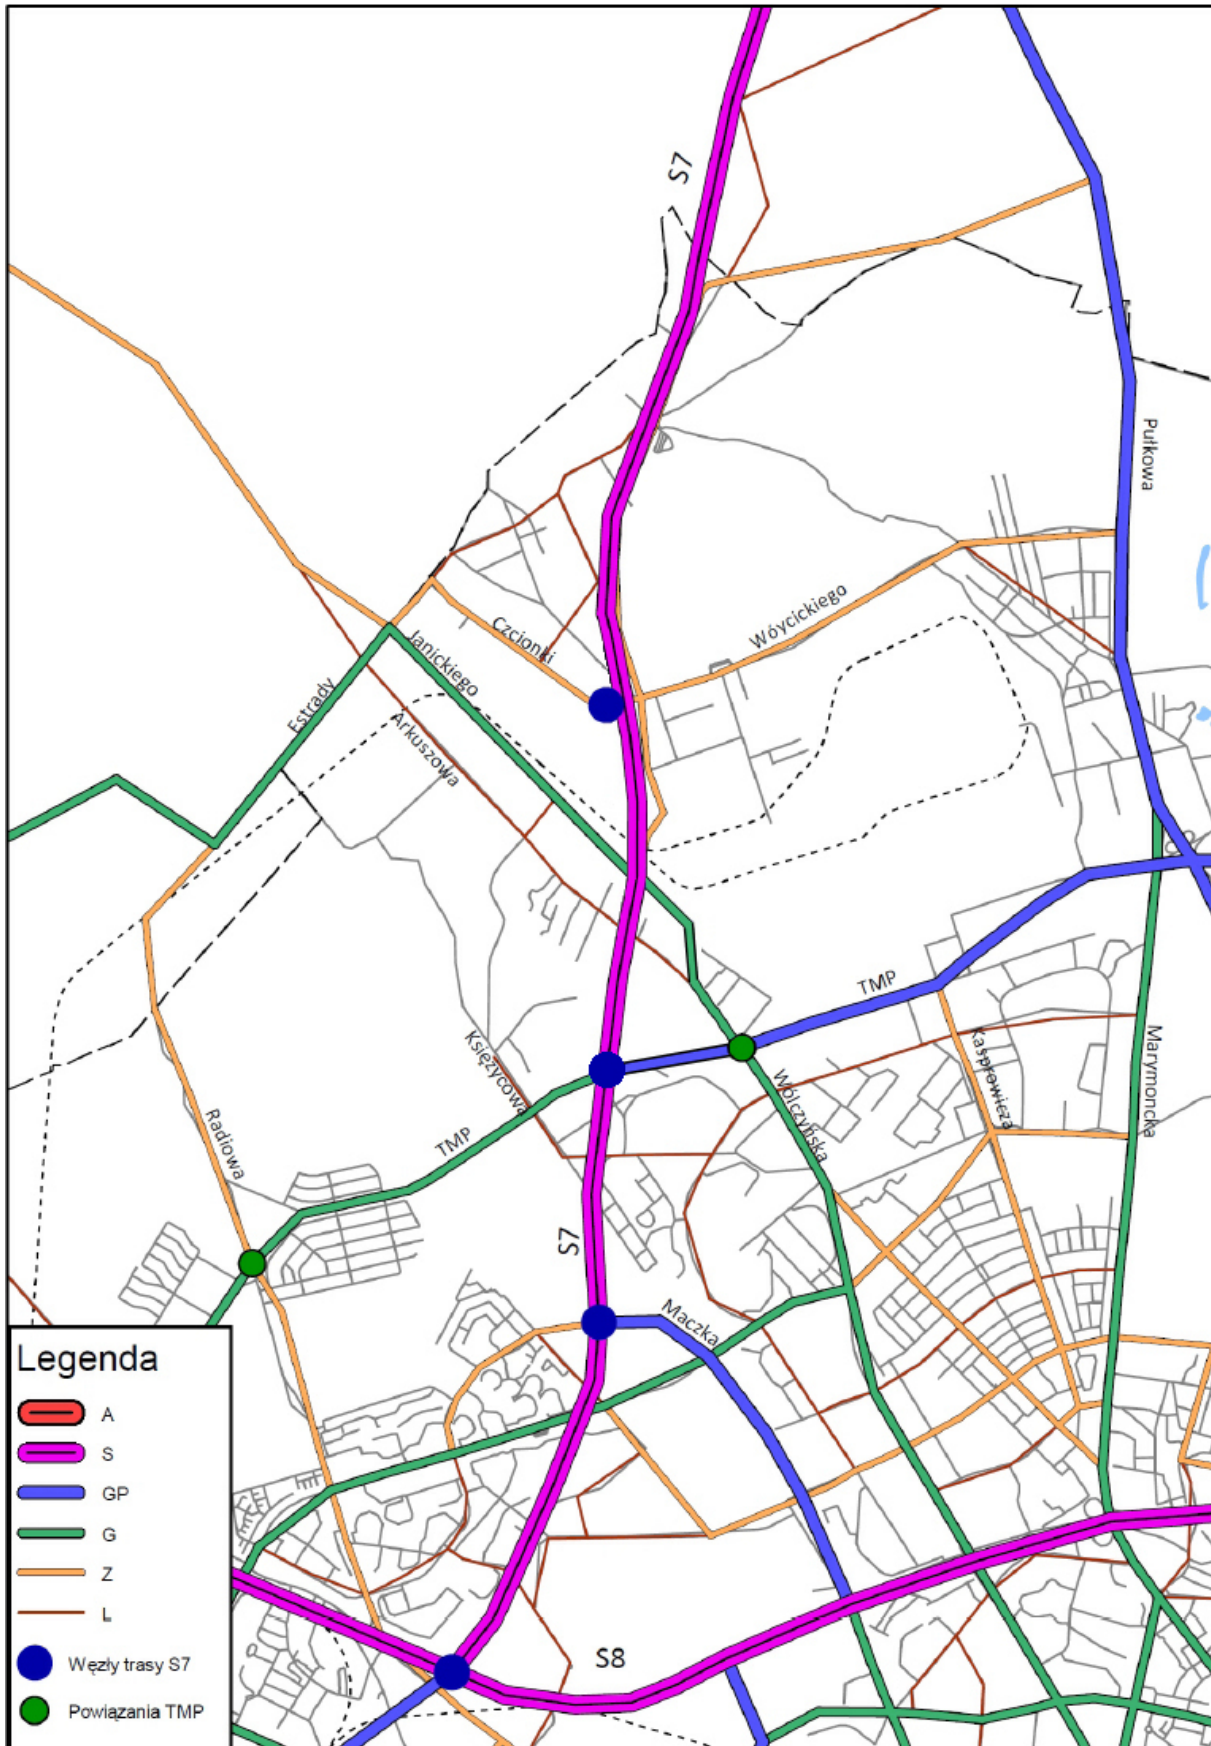 S7
Pułkowa
Wóycickiego
Czcionki
Janickiego
Estrady
Arkuszowa
TMP
Kasprowicza
Marymoncka
Księżycowa
Wólczyńska
TMP
Radiowa
S7
Maczka
S8
Legenda
A
S
GP
G
Z
L
Węzły trasy S7
Powiązania TMP